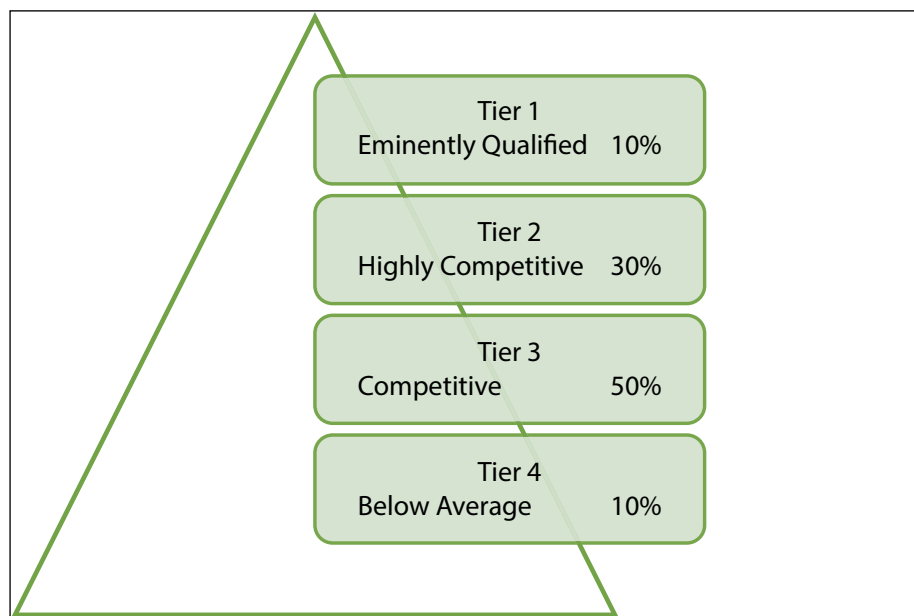 Tier 1
Eminently Qualified 10%
Tier 2
Highly Competitive 30%
Tier 3
Competitive 50%
Tier 4
Below Average 10%